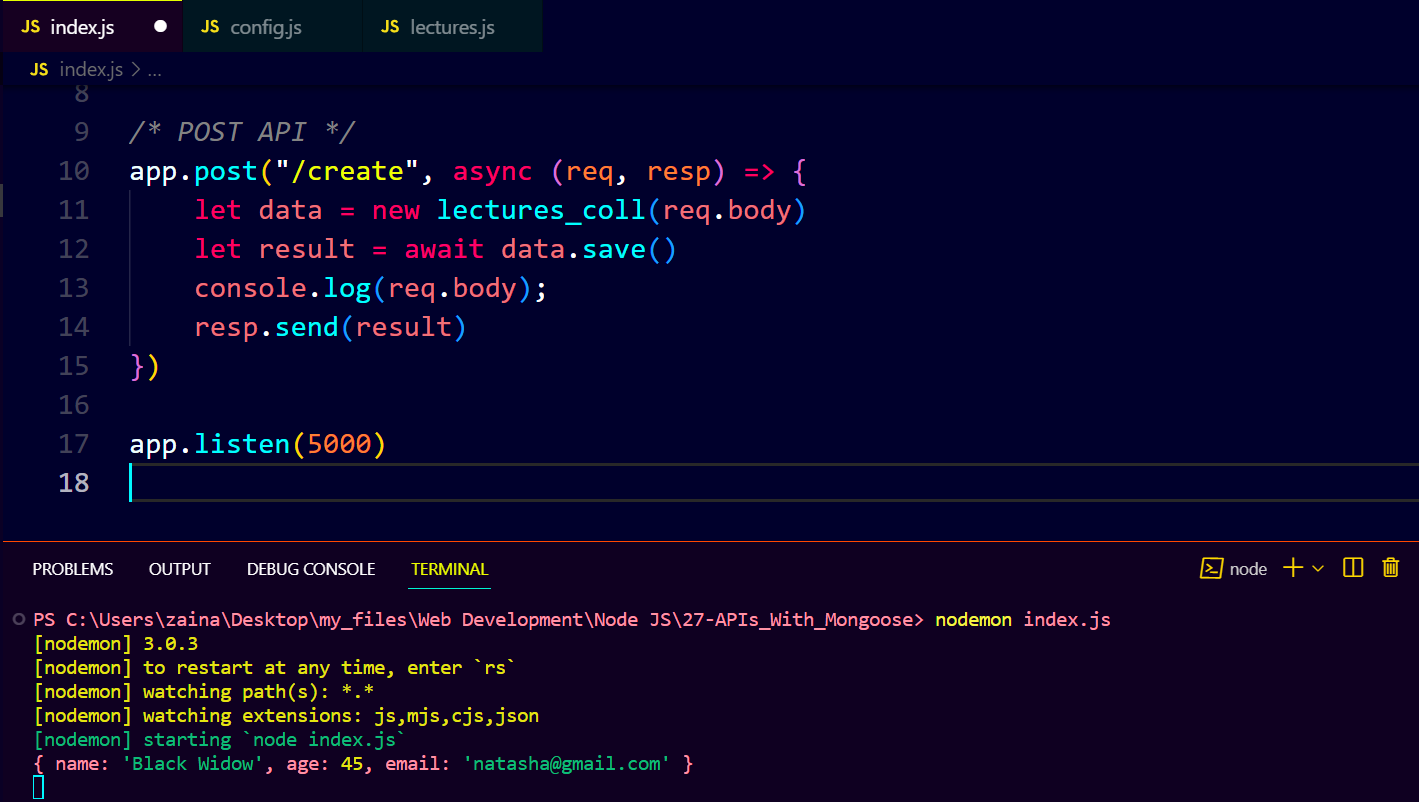 JS index.js JS config.js JS lectures.js
JS index.js > ...
8
9 /* POST API */
10 app.post("/create", async (req, resp) => {
11     let data = new lectures_coll(req.body)
12     let result = await data.save()
13     console.log(req.body);
14     resp.send(result)
15 })
16
17 app.listen(5000)
18
PROBLEMS OUTPUT DEBUG CONSOLE TERMINAL node
PS C:\Users\zaina\Desktop\my_files\Web Development\Node JS\27-APIs_With_Mongoose> nodemon index.js
[nodemon] 3.0.3
[nodemon] to restart at any time, enter `rs`
[nodemon] watching path(s): *.*
[nodemon] watching extensions: js,mjs,cjs,json
[nodemon] starting `node index.js`
{ name: 'Black Widow', age: 45, email: 'natasha@gmail.com' }